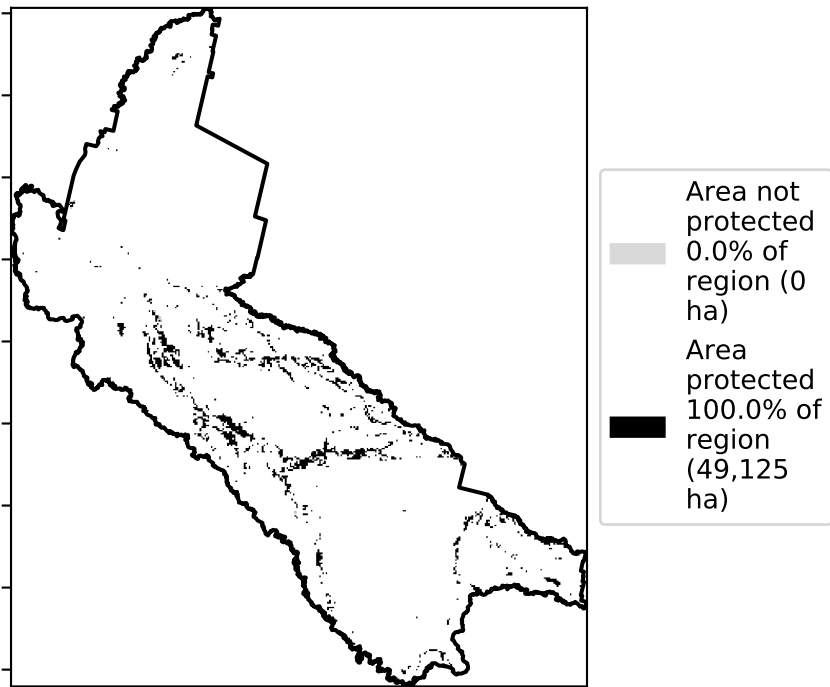 Area not
protected
0.0% of
region (0
ha)
Area
protected
100.0% of
region
(49,125
ha)